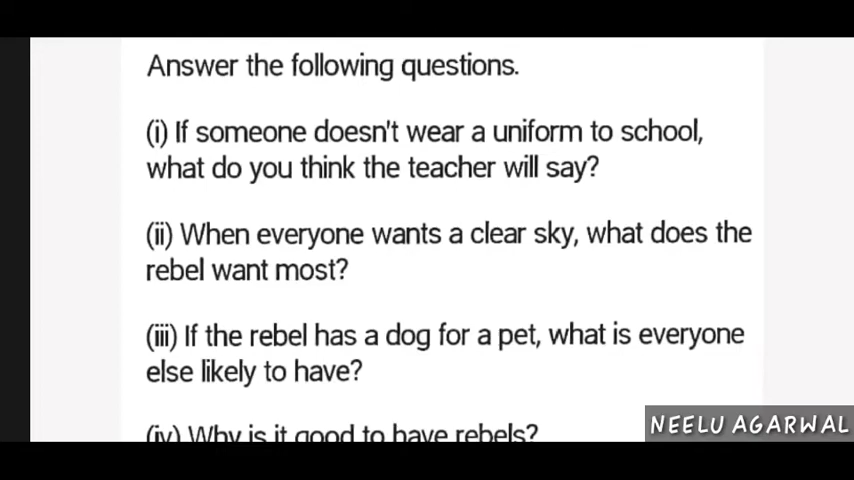 Answer the following questions.
(i) If someone doesn't wear a uniform to school,
what do you think the teacher will say?
(ii) When everyone wants a clear sky, what does the
rebel want most?
(iii) If the rebel has a dog for a pet, what is everyone
else likely to have?
(iv) Why is it good to have rebels?
NEELU AGARWAL